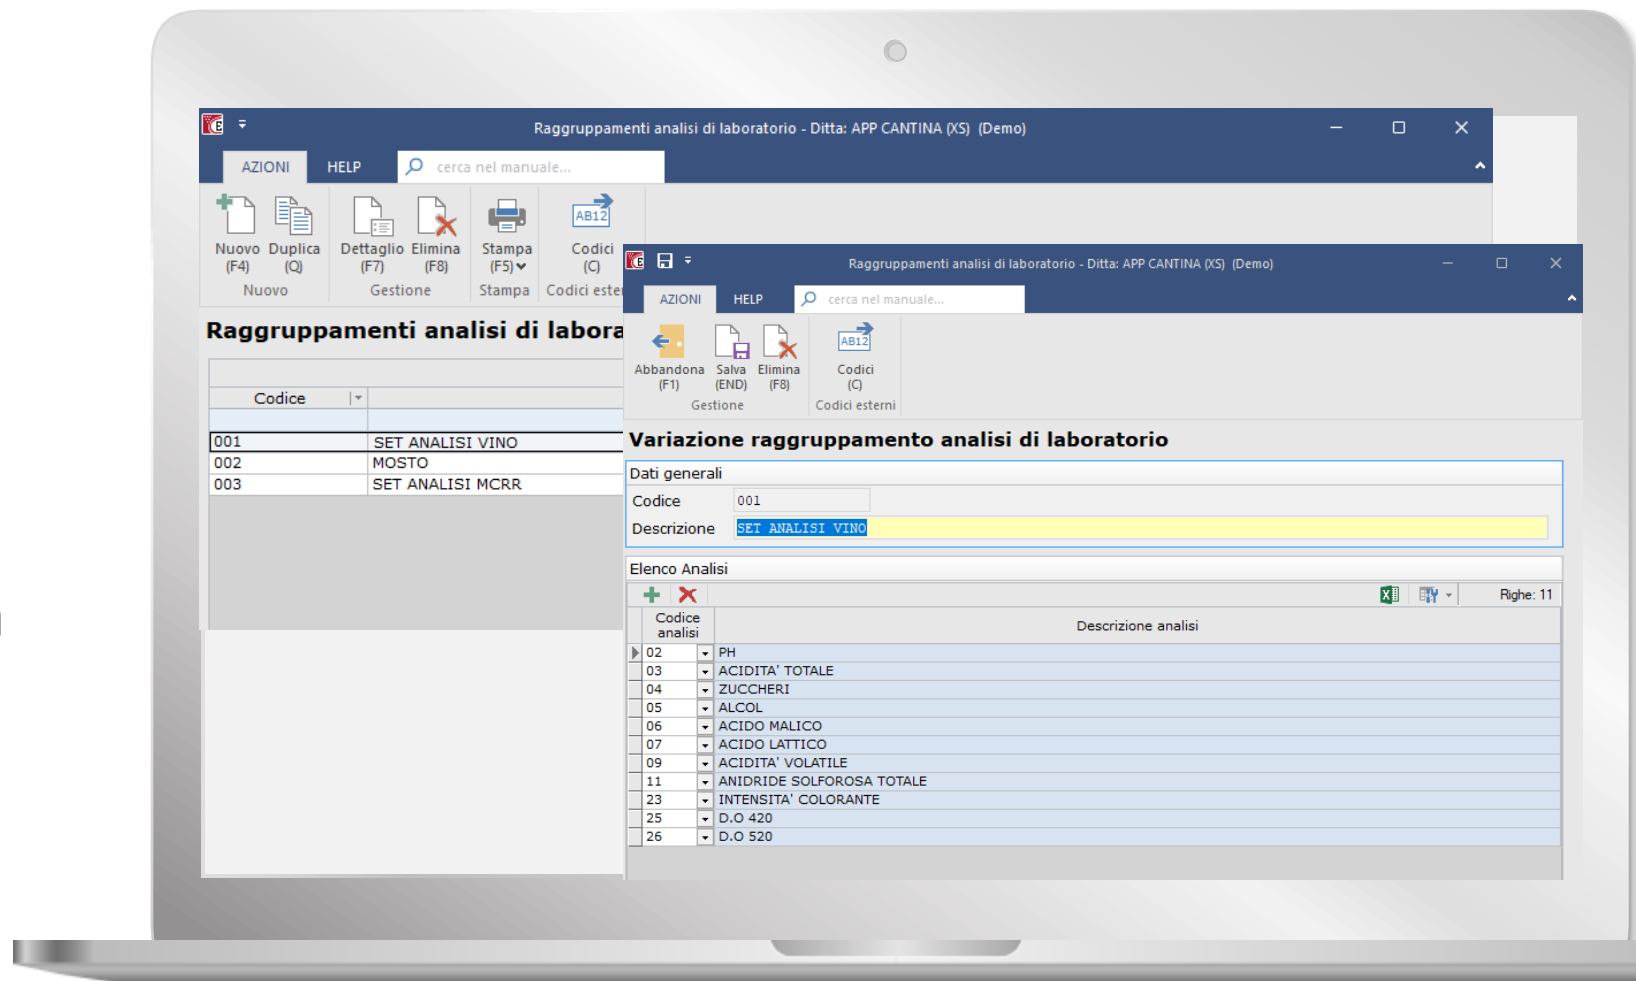 Raggruppamenti analisi di laboratorio - Ditta: APP CANTINA (XS) (Demo)
AZIONI HELP cerca nel manuale...
Nuovo (F4) Duplica (Q) Dettaglio (F7) Elimina (F8) Stampa (F5) Codici (C)
AB12
Nuovo Gestione Stampa Codici este
Raggruppamenti analisi di labora
Codice
001 SET ANALISI VINO
002 MOSTO
003 SET ANALISI MCRR
Raggruppamenti analisi di laboratorio - Ditta: APP CANTINA (XS) (Demo)
AZIONI HELP cerca nel manuale...
AB12
Abbandona Salva Elimina Codici
(F1) (END) (F8) (C)
Gestione Codici esterni
Variazione raggruppamento analisi di laboratorio
Dati generali
Codice 001
Descrizione SET ANALISI VINO
Elenco Analisi
Righe: 11
Codice analisi Descrizione analisi
02 PH
03 ACIDITA' TOTALE
04 ZUCCHERI
05 ALCOL
06 ACIDO MALICO
07 ACIDO LATTICO
09 ACIDITA' VOLATILE
11 ANIDRIDE SOLFOROSA TOTALE
23 INTENSITA' COLORANTE
25 D.O 420
26 D.O 520